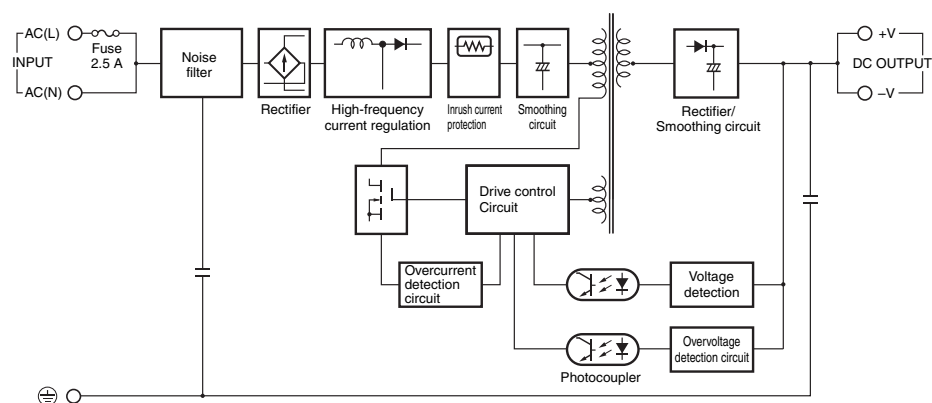 AC(L)
Fuse
2.5 A
INPUT
AC(N)
Noise
filter
Rectifier
High-frequency
current regulation
Inrush current
protection
Smoothing
circuit
Rectifier/
Smoothing circuit
+V
DC OUTPUT
–V
Drive control
Circuit
Overcurrent
detection
circuit
Voltage
detection
Overvoltage
detection circuit
Photocoupler